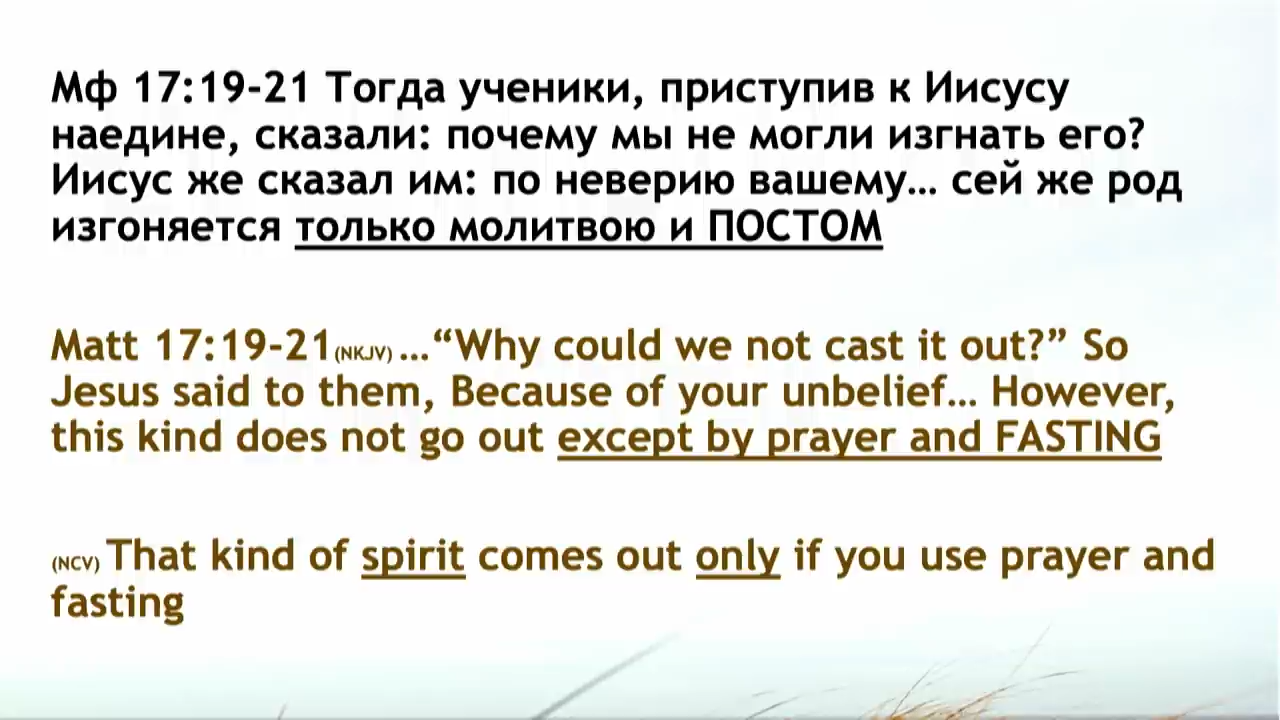 Мф 17:19-21 Тогда ученики, приступив к Иисусу
наедине, сказали: почему мы не могли изгнать его?
Иисус же сказал им: по неверию вашему… сей же род
изгоняется только молитвою и ПОСТОМ
Matt 17:19-21(NKJV) …“Why could we not cast it out?” So
Jesus said to them, Because of your unbelief… However,
this kind does not go out except by prayer and FASTING
(NCV) That kind of spirit comes out only if you use prayer and
fasting